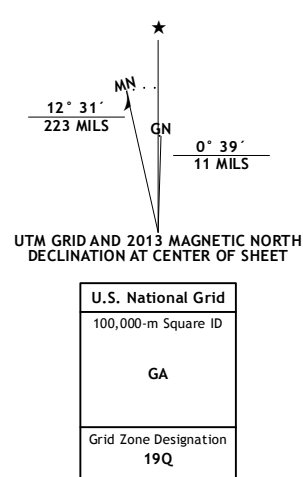 MN
12° 31´
223 MILS
GN
0° 39´
11 MILS
UTM GRID AND 2013 MAGNETIC NORTH
DECLINATION AT CENTER OF SHEET
U.S. National Grid
100,000-m Square ID
GA
Grid Zone Designation
19Q